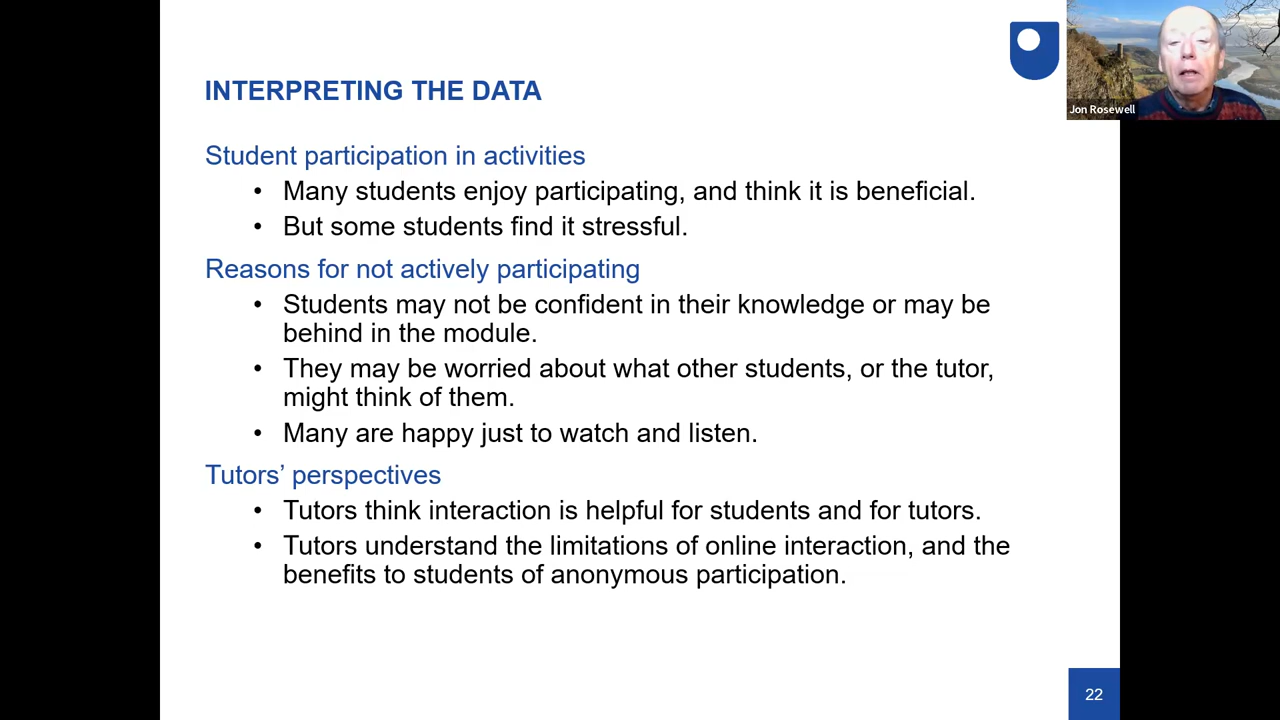 INTERPRETING THE DATA
Jon Rosewell
Student participation in activities
• Many students enjoy participating, and think it is beneficial.
• But some students find it stressful.
Reasons for not actively participating
• Students may not be confident in their knowledge or may be
behind in the module.
• They may be worried about what other students, or the tutor,
might think of them.
• Many are happy just to watch and listen.
Tutors’ perspectives
• Tutors think interaction is helpful for students and for tutors.
• Tutors understand the limitations of online interaction, and the
benefits to students of anonymous participation.
22